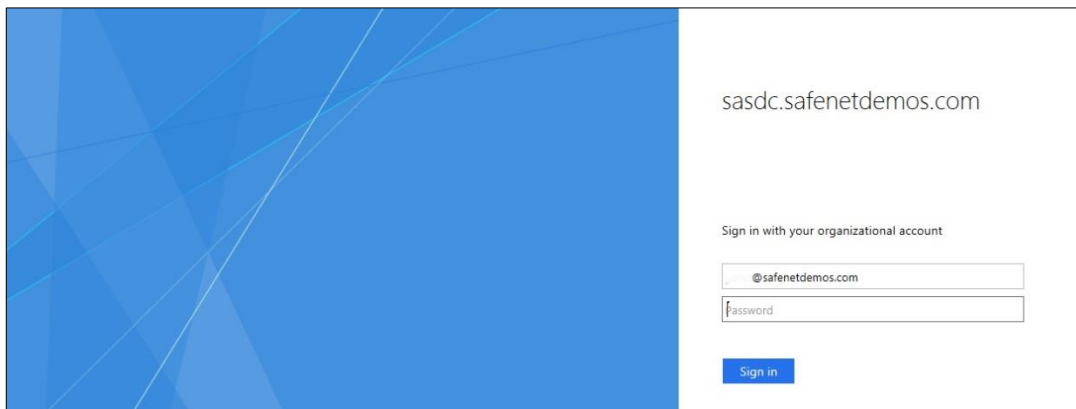 sasdc.safenetdemos.com
Sign in with your organizational account
@safenetdemos.com
Password
Sign in